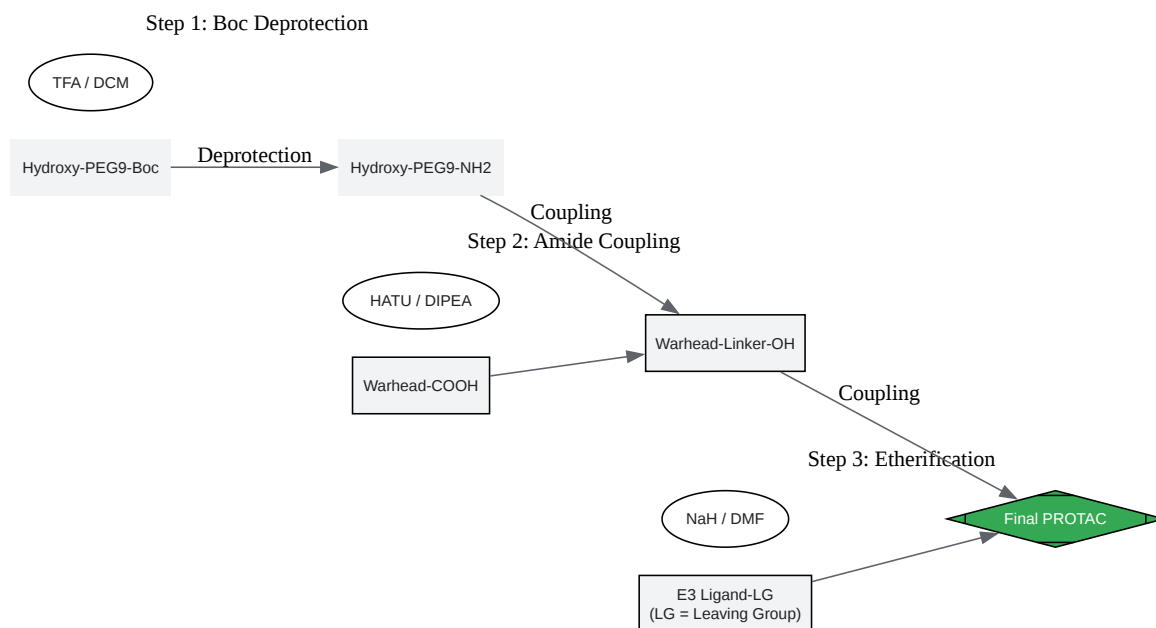 Step 1: Boc Deprotection
TFA / DCM
Hydroxy-PEG9-Boc
Deprotection
Hydroxy-PEG9-NH2
Coupling
Step 2: Amide Coupling
HATU / DIPEA
Warhead-COOH
Warhead-Linker-OH
Coupling
Step 3: Etherification
NaH / DMF
Final PROTAC
E3 Ligand-LG
(LG = Leaving Group)